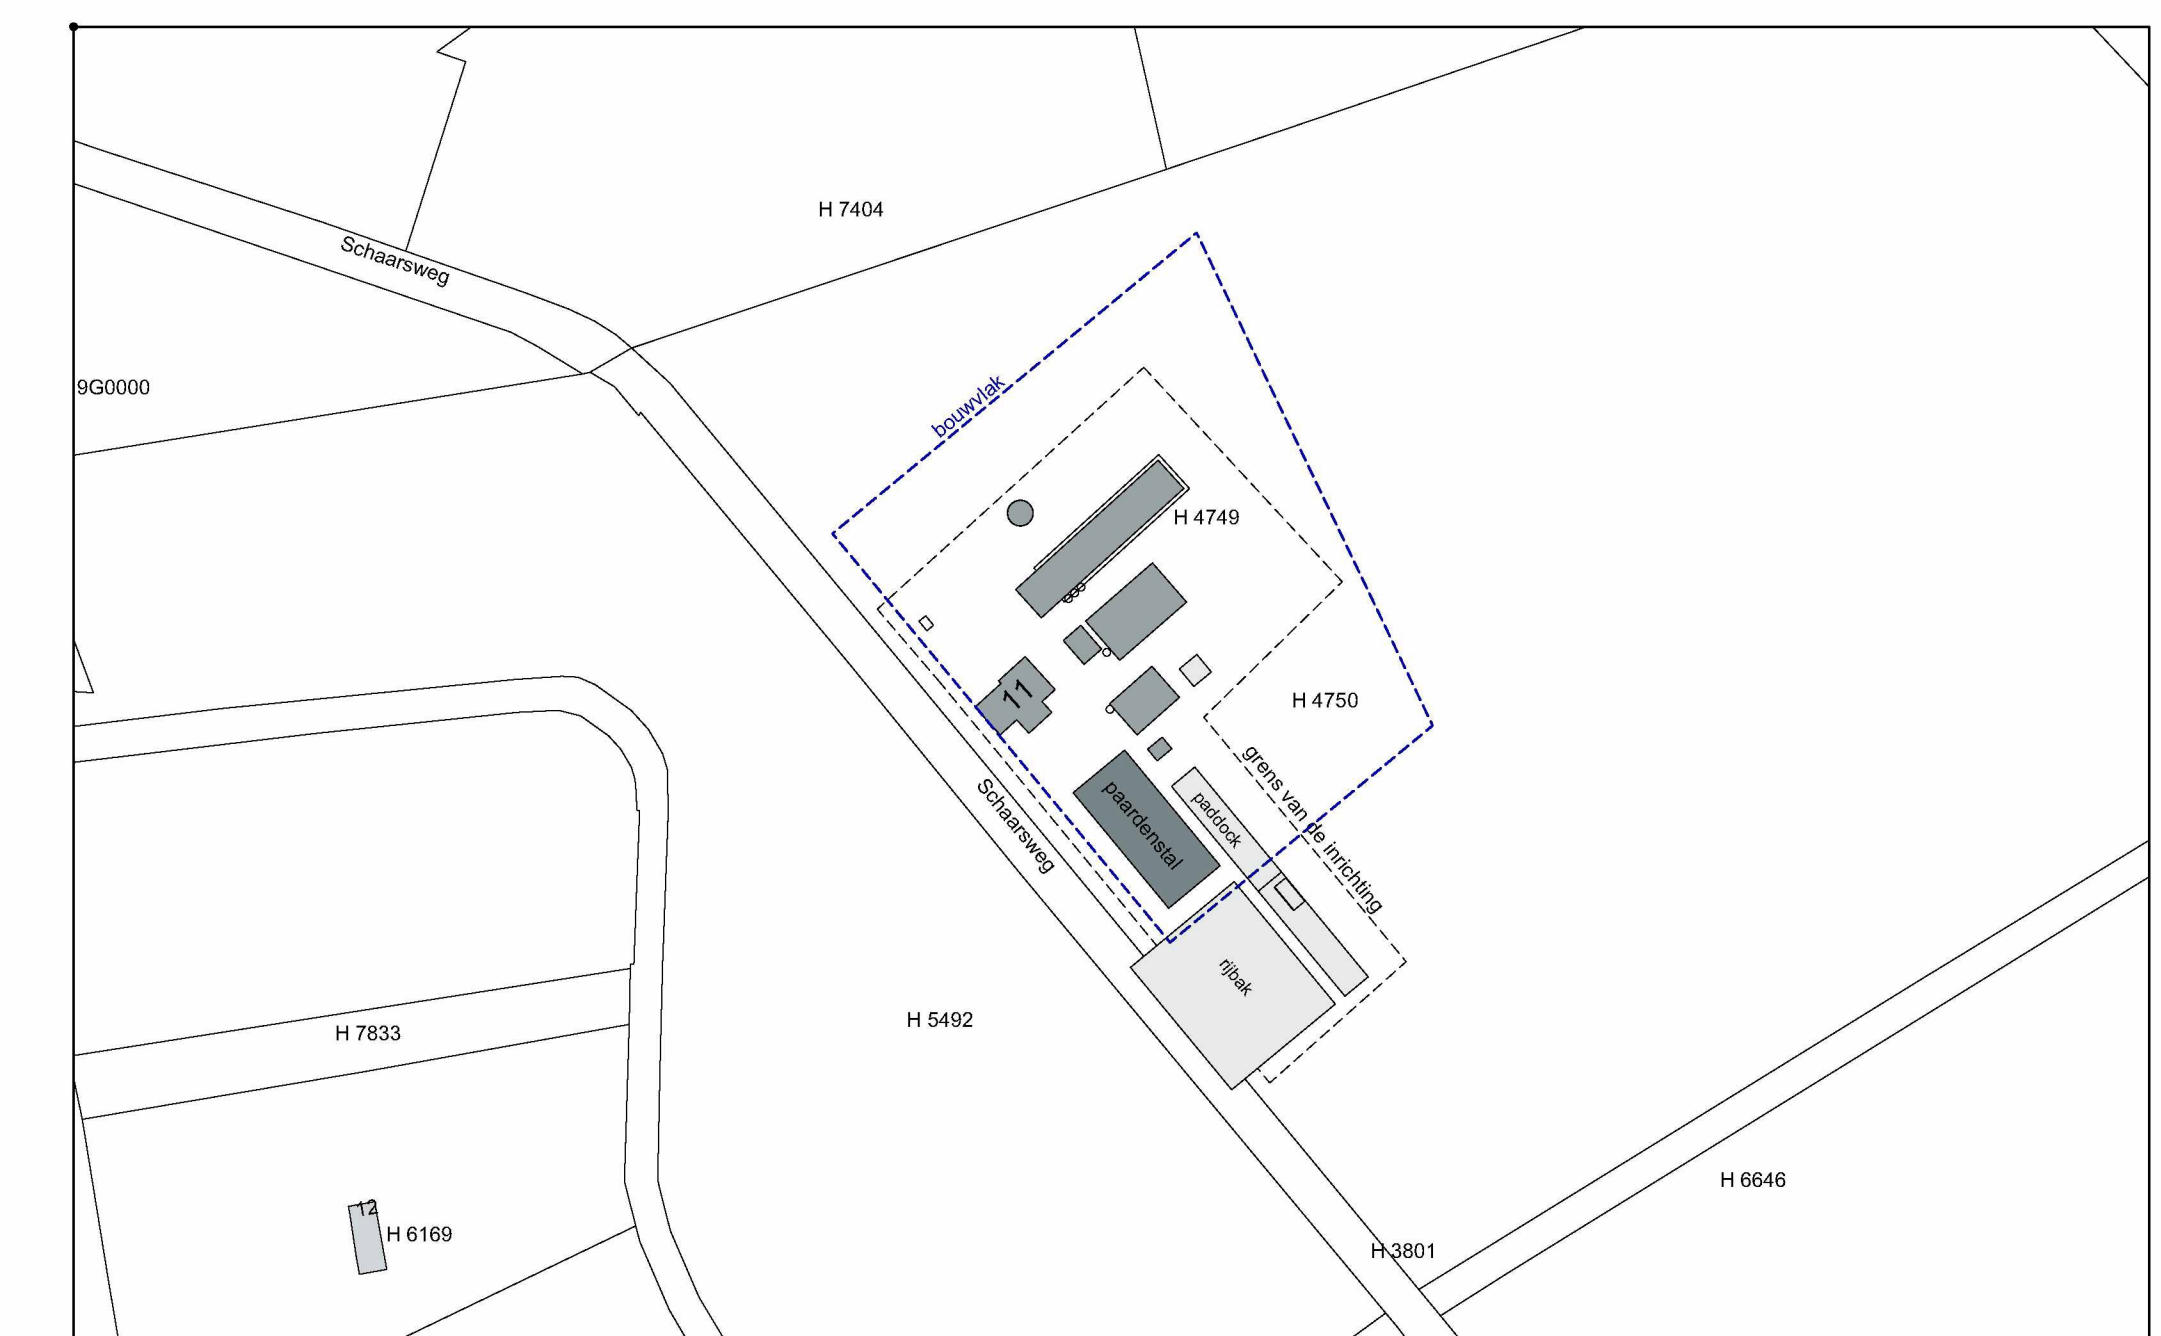 H 7404
Schaarsweg
9G0000
bouwvlak
H 4749
11
H 4750
grens van de inrichting
paddock
paardenstal
Schaarsweg
rijbak
H 5492
H 7833
H 6646
12
H 6169
H 3801